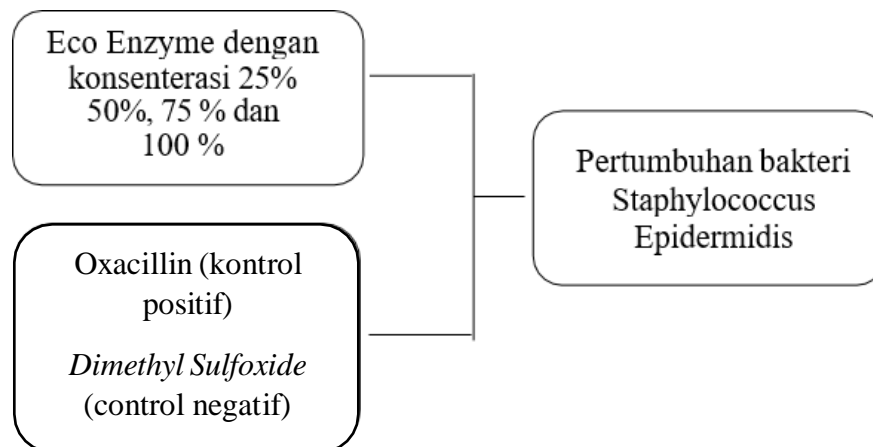 Eco Enzyme dengan
konsenterasi 25%
50%, 75 % dan
100 %
Oxacillin (kontrol
positif)
Dimethyl Sulfoxide
(control negatif)
Pertumbuhan bakteri
Staphylococcus
Epidermidis